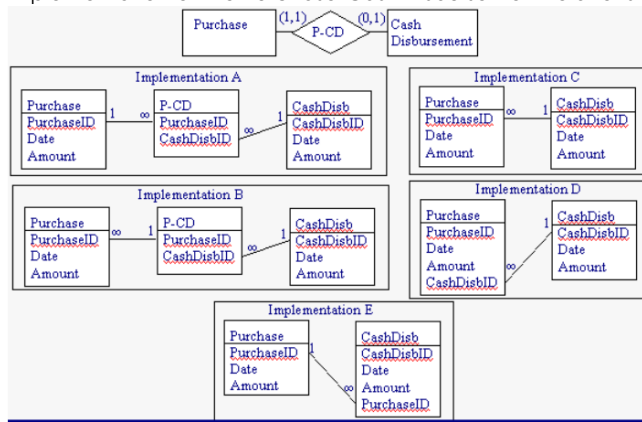 Purchase (1,1) P-CD (0,1) Cash Disbursement
Implementation A
Purchase
PurchaseID
Date
Amount
1 ∞
P-CD
PurchaseID
CashDisbID
∞ 1
CashDisb
CashDisbID
Date
Amount
Implementation C
Purchase
PurchaseID
Date
Amount
∞ 1
CashDisb
CashDisbID
Date
Amount
Implementation B
Purchase
PurchaseID
Date
Amount
∞ 1
P-CD
PurchaseID
CashDisbID
∞ 1
CashDisb
CashDisbID
Date
Amount
Implementation D
Purchase
PurchaseID
Date
Amount
CashDisbID
∞ 1
CashDisb
CashDisbID
Date
Amount
Implementation E
Purchase
PurchaseID
Date
Amount
1 ∞
CashDisb
CashDisbID
Date
Amount
PurchaseID